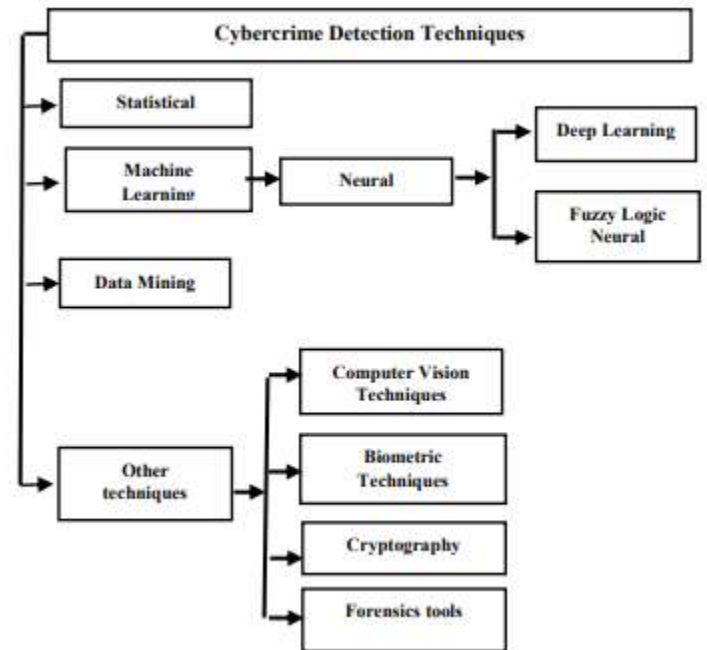 Cybercrime Detection Techniques
Statistical
Machine
Learning
Neural
Deep Learning
Fuzzy Logic
Neural
Data Mining
Computer Vision
Techniques
Other
techniques
Biometric
Techniques
Cryptography
Forensics tools